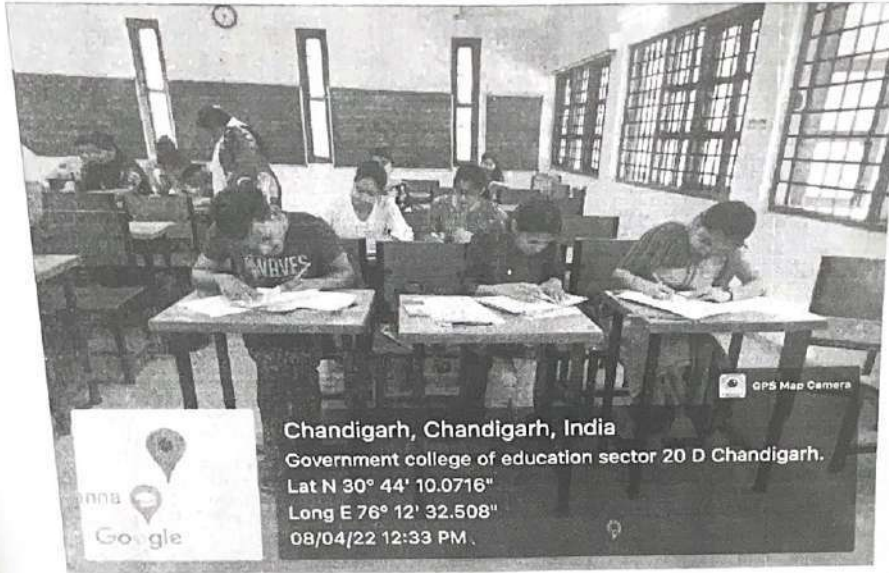 WAVES
GPS Map Camera
Chandigarh, Chandigarh, India
Government college of education sector 20 D Chandigarh.
Lat N 30° 44' 10.0716"
Long E 76° 12' 32.508"
08/04/22 12:33 PM
anna
Google